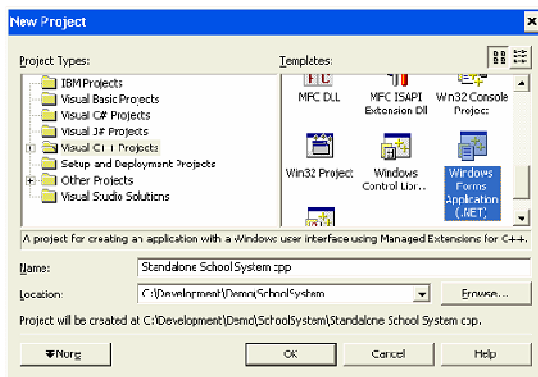 New Project
Project Types:
Templates:
IBM Projects
Visual Basic Projects
Visual C# Projects
Visual J# Projects
Visual C++ Projects
Setup and Deployment Projects
Other Projects
Visual Studio Solutions
MFC DLL
MFC ISAPI Extension Dll
Win32 Console Project
Win32 Project
Windows Control Libr...
Windows Forms Application (.NET)
A project for creating an application with a Windows user interface using Managed Extensions for C++.
Name:
Standalone School System cpp
Location:
C:\Development\Demo\SchoolSystem
Browse...
Project will be created at C:\Development\Demo\SchoolSystem\Standalone School System cpp.
More
OK
Cancel
Help